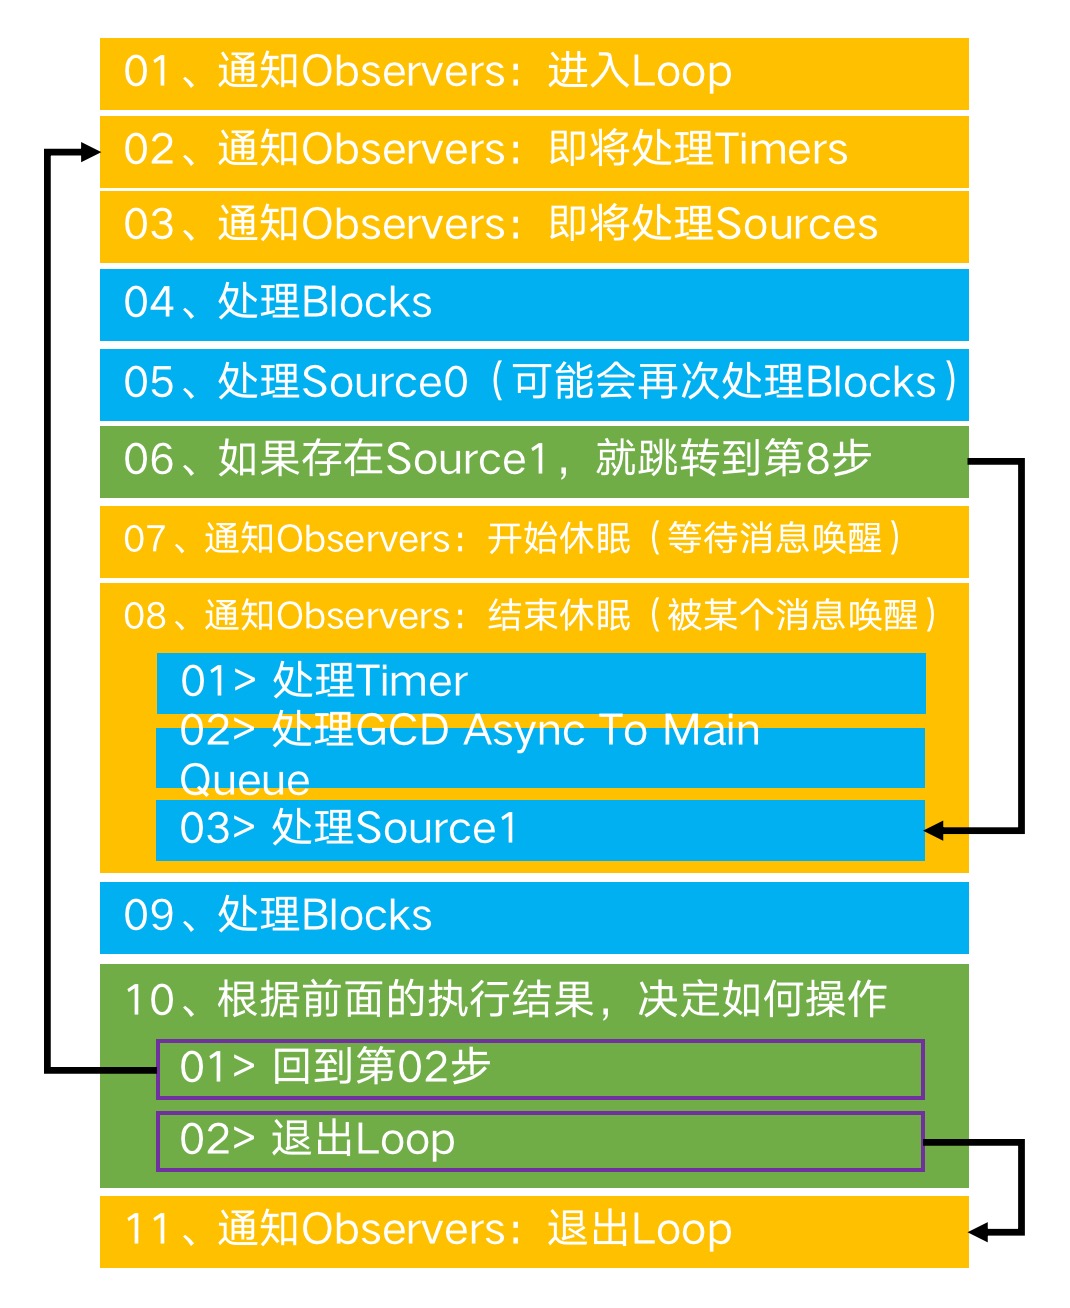 01、通知Observers：进入Loop
02、通知Observers：即将处理Timers
03、通知Observers：即将处理Sources
04、处理Blocks
05、处理Source0（可能会再次处理Blocks）
06、如果存在Source1，就跳转到第8步
07、通知Observers：开始休眠（等待消息唤醒）
08、通知Observers：结束休眠（被某个消息唤醒）
01> 处理Timer
02> 处理GCD Async To Main
Queue
03> 处理Source1
09、处理Blocks
10、根据前面的执行结果，决定如何操作
01> 回到第02步
02> 退出Loop
11、通知Observers：退出Loop